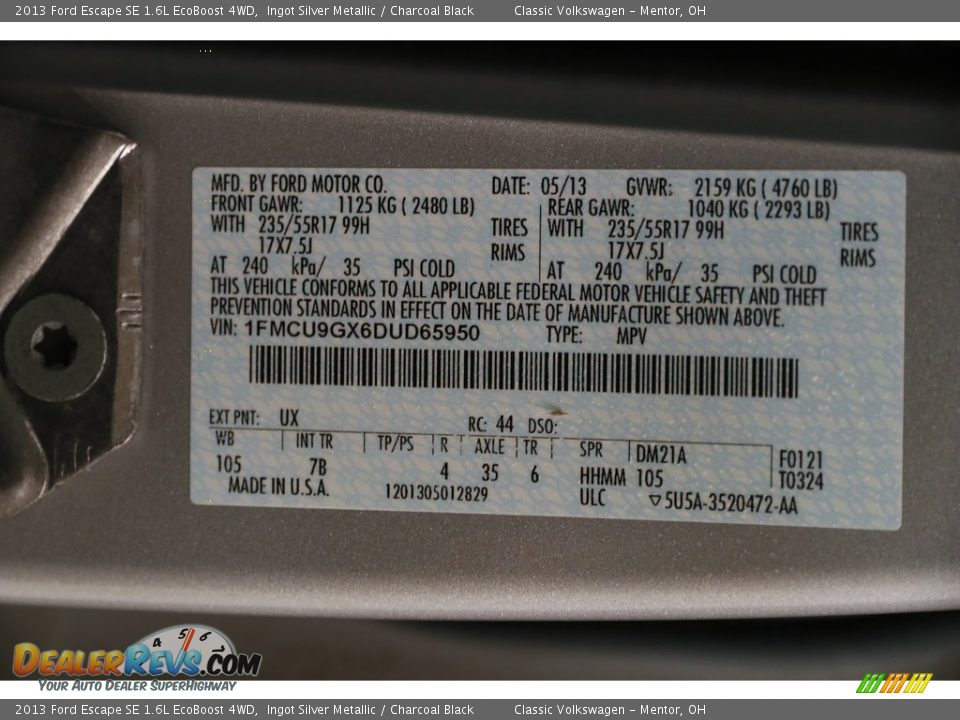 2013 Ford Escape SE 1.6L EcoBoost 4WD, Ingot Silver Metallic / Charcoal Black Classic Volkswagen - Mentor, OH
MFD. BY FORD MOTOR CO. DATE: 05/13 GVWR: 2159 KG ( 4760 LB)
FRONT GAWR: 1125 KG ( 2480 LB) REAR GAWR: 1040 KG ( 2293 LB)
WITH 235/55R17 99H TIRES WITH 235/55R17 99H TIRES
17X7.5J RIMS 17X7.5J RIMS
AT 240 kPa/ 35 PSI COLD AT 240 kPa/ 35 PSI COLD
THIS VEHICLE CONFORMS TO ALL APPLICABLE FEDERAL MOTOR VEHICLE SAFETY AND THEFT
PREVENTION STANDARDS IN EFFECT ON THE DATE OF MANUFACTURE SHOWN ABOVE.
VIN: 1FMCU9GX6DUD65950 TYPE: MPV
EXT PNT: UX RC: 44 DSO:
WB INT TR TP/PS R AXLE TR SPR DM21A F0121
105 7B 4 35 6 HHMM 105 T0324
MADE IN U.S.A. 1201305012829 ULC ▽5U5A-3520472-AA
4 5 6
DEALERREVS.COM
YOUR AUTO DEALER SUPERHIGHWAY
2013 Ford Escape SE 1.6L EcoBoost 4WD, Ingot Silver Metallic / Charcoal Black Classic Volkswagen - Mentor, OH